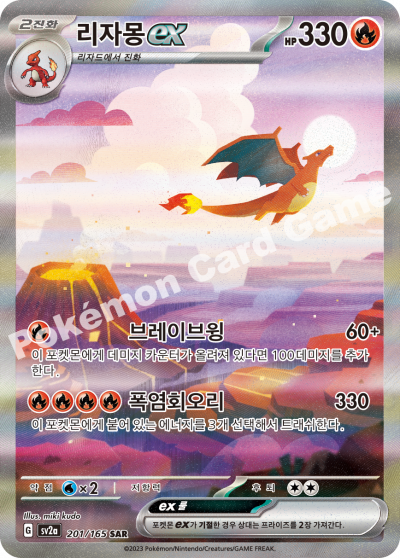 2진화
리자몽ex
HP 330
리자드에서 진화
Pokémon Card Game
브레이브윙 60+
이 포켓몬에게 데미지 카운터가 올려져 있다면 100데미지를 추가
한다.
폭염회오리 330
이 포켓몬에게 붙어 있는 에너지를 3개 선택해서 트래쉬한다.
약점 ×2 저항력 후퇴
Illus. miki kudo
G sv2a 201/165 SAR
ex 룰
포켓몬 ex가 기절한 경우 상대는 프라이즈를 2장 가져간다.
©2023 Pokémon/Nintendo/Creatures/GAME FREAK.